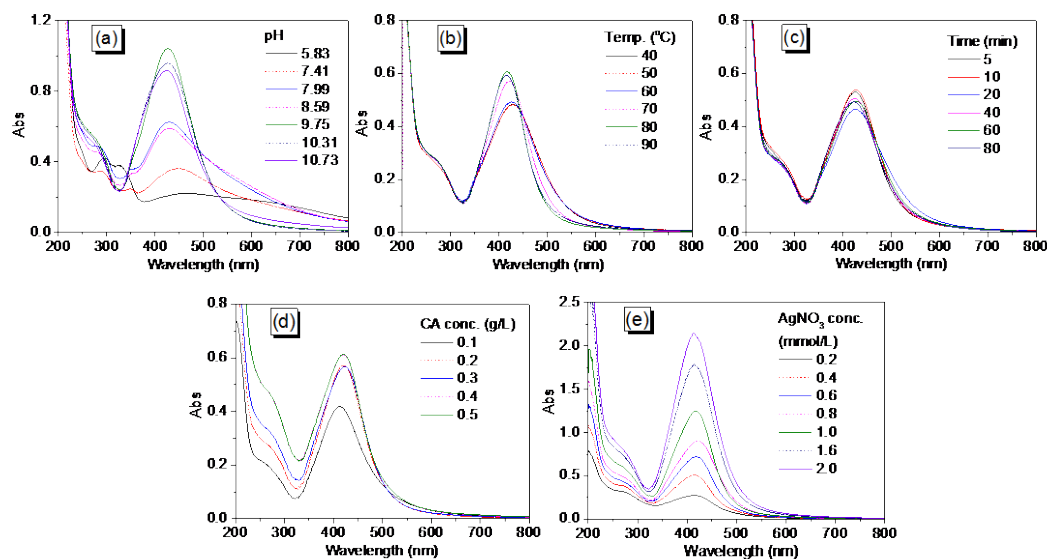 (a)
pH
5.83
7.41
7.99
8.59
9.75
10.31
10.73
1.2
0.8
0.4
0.0
Abs
200 300 400 500 600 700 800
Wavelength (nm)
(b)
Temp. (°C)
40
50
60
70
80
90
0.8
0.6
0.4
0.2
0.0
Abs
200 300 400 500 600 700 800
Wavelength (nm)
(c)
Time (min)
5
10
20
40
60
80
0.8
0.6
0.4
0.2
0.0
Abs
200 300 400 500 600 700 800
Wavelength (nm)
(d)
CA conc. (g/L)
0.1
0.2
0.3
0.4
0.5
0.8
0.6
0.4
0.2
0.0
Abs
200 300 400 500 600 700 800
Wavelength (nm)
(e)
AgNO₃ conc.
(mmol/L)
0.2
0.4
0.6
0.8
1.0
1.6
2.0
2.5
2.0
1.5
1.0
0.5
0.0
Abs
200 300 400 500 600 700 800
Wavelength (nm)